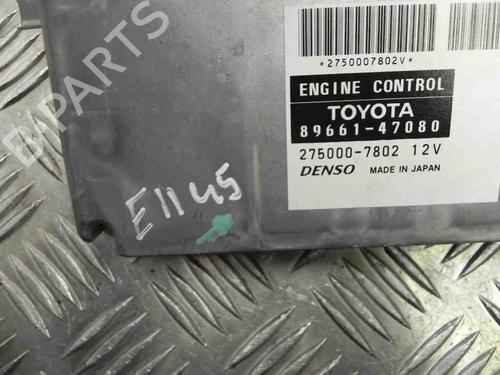 BPARTS
*2750007802V*
ENGINE CONTROL
TOYOTA
89661-47080
275000-7802 12V
DENSO MADE IN JAPAN
E1145